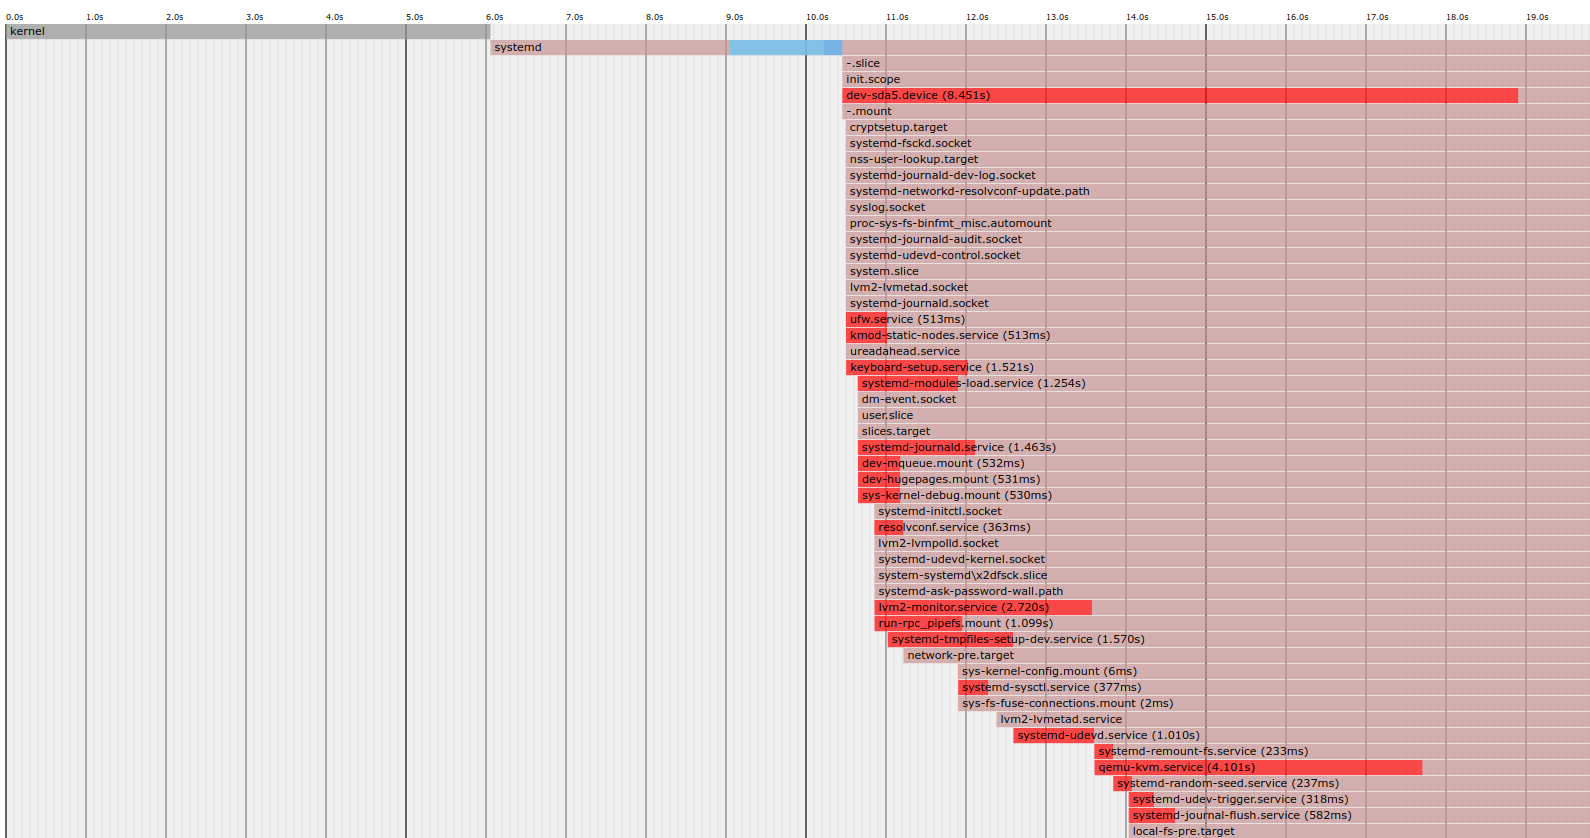 0.0s 1.0s 2.0s 3.0s 4.0s 5.0s 6.0s 7.0s 8.0s 9.0s 10.0s 11.0s 12.0s 13.0s 14.0s 15.0s 16.0s 17.0s 18.0s 19.0s
kernel
systemd
-.slice
init.scope
dev-sda5.device (8.451s)
-.mount
cryptsetup.target
systemd-fsckd.socket
nss-user-lookup.target
systemd-journald-dev-log.socket
systemd-networkd-resolvconf-update.path
syslog.socket
proc-sys-fs-binfmt_misc.automount
systemd-journald-audit.socket
systemd-udevd-control.socket
system.slice
lvm2-lvmetad.socket
systemd-journald.socket
ufw.service (513ms)
kmod-static-nodes.service (513ms)
ureadahead.service
keyboard-setup.service (1.521s)
systemd-modules-load.service (1.254s)
dm-event.socket
user.slice
slices.target
systemd-journald.service (1.463s)
dev-mqueue.mount (532ms)
dev-hugepages.mount (531ms)
sys-kernel-debug.mount (530ms)
systemd-initctl.socket
resolvconf.service (363ms)
lvm2-lvmpolld.socket
systemd-udevd-kernel.socket
system-systemd\x2dfsck.slice
systemd-ask-password-wall.path
lvm2-monitor.service (2.720s)
run-rpc_pipefs.mount (1.099s)
systemd-tmpfiles-setup-dev.service (1.570s)
network-pre.target
sys-kernel-config.mount (6ms)
systemd-sysctl.service (377ms)
sys-fs-fuse-connections.mount (2ms)
lvm2-lvmetad.service
systemd-udevd.service (1.010s)
systemd-remount-fs.service (233ms)
qemu-kvm.service (4.101s)
systemd-random-seed.service (237ms)
systemd-udev-trigger.service (318ms)
systemd-journal-flush.service (582ms)
local-fs-pre.target